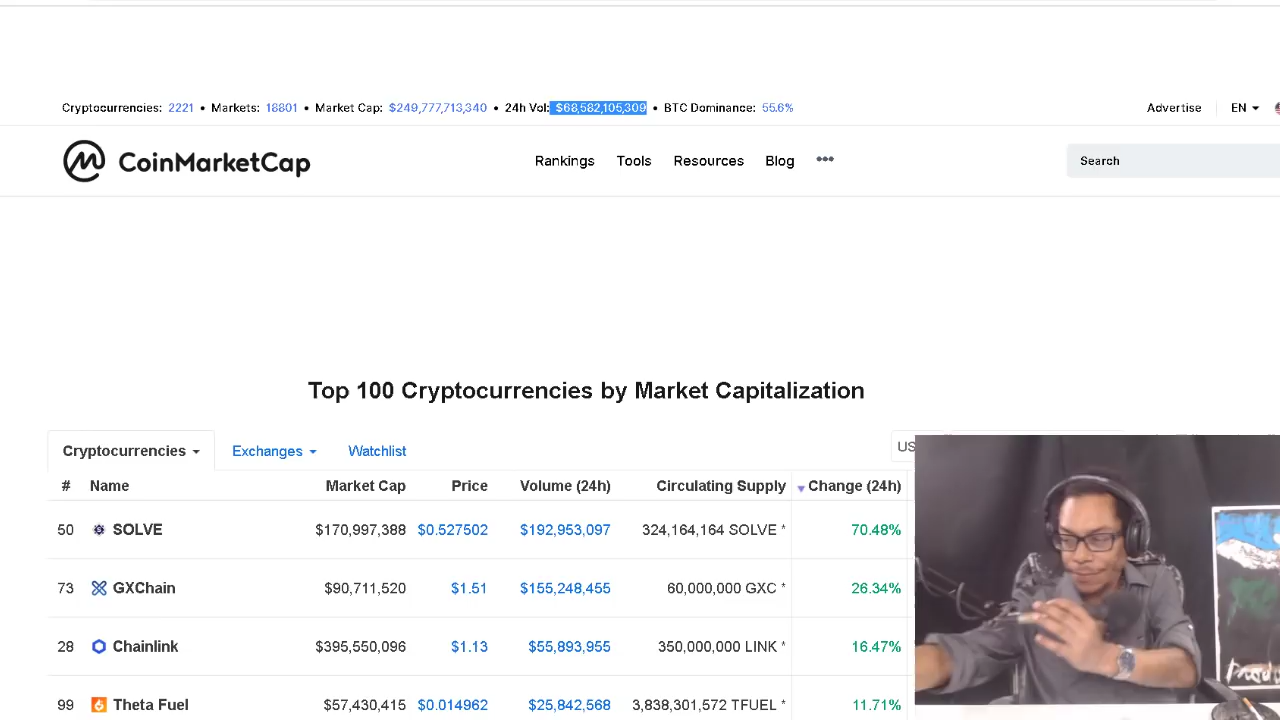 Cryptocurrencies: 2221 • Markets: 18801 • Market Cap: $249,777,713,340 • 24h Vol: $68,582,105,309 • BTC Dominance: 55.6% Advertise EN
CoinMarketCap Rankings Tools Resources Blog ••• Search
Top 100 Cryptocurrencies by Market Capitalization
Cryptocurrencies Exchanges Watchlist US
# Name Market Cap Price Volume (24h) Circulating Supply Change (24h)
50 SOLVE $170,997,388 $0.527502 $192,953,097 324,164,164 SOLVE * 70.48%
73 GXChain $90,711,520 $1.51 $155,248,455 60,000,000 GXC * 26.34%
28 Chainlink $395,550,096 $1.13 $55,893,955 350,000,000 LINK * 16.47%
99 Theta Fuel $57,430,415 $0.014962 $25,842,568 3,838,301,572 TFUEL * 11.71%